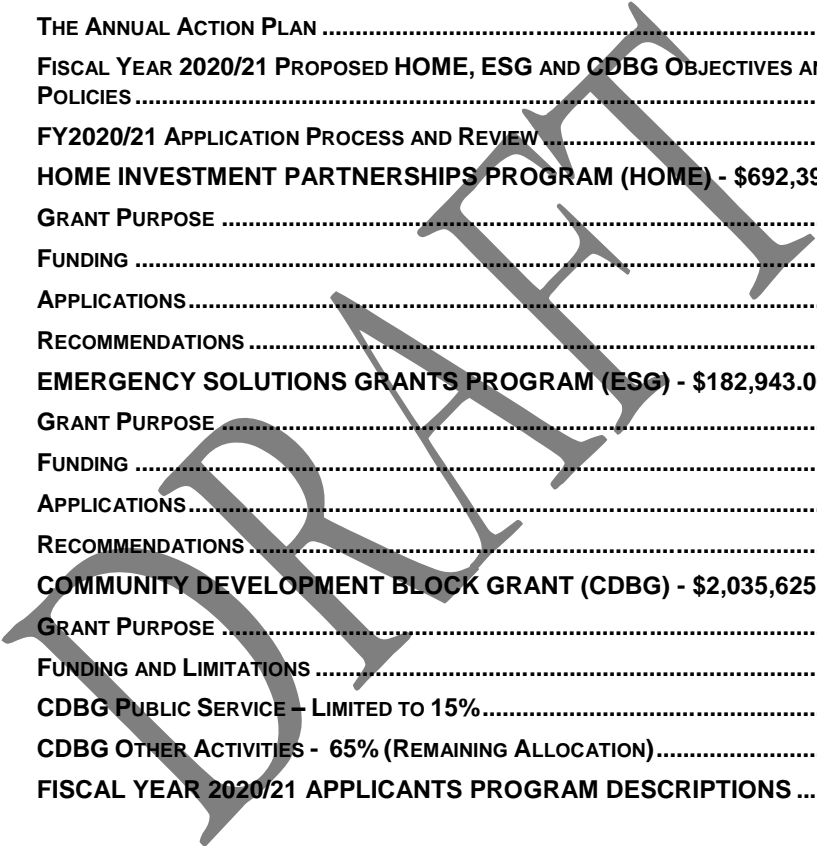 THE ANNUAL ACTION PLAN ........................................................................
FISCAL YEAR 2020/21 PROPOSED HOME, ESG AND CDBG OBJECTIVES
POLICIES ........................................................................
FY2020/21 APPLICATION PROCESS AND REVIEW ........................................
HOME INVESTMENT PARTNERSHIPS PROGRAM (HOME) - $692,39
GRANT PURPOSE ........................................................................
FUNDING ........................................................................
APPLICATIONS ........................................................................
RECOMMENDATIONS ........................................................................
EMERGENCY SOLUTIONS GRANTS PROGRAM (ESG) - $182,943.0
GRANT PURPOSE ........................................................................
FUNDING ........................................................................
APPLICATIONS ........................................................................
RECOMMENDATIONS ........................................................................
COMMUNITY DEVELOPMENT BLOCK GRANT (CDBG) - $2,035,625
GRANT PURPOSE ........................................................................
FUNDING AND LIMITATIONS ........................................................................
CDBG PUBLIC SERVICE – LIMITED TO 15% ..................................................
CDBG OTHER ACTIVITIES - 65% (REMAINING ALLOCATION) ........................
FISCAL YEAR 2020/21 APPLICANTS PROGRAM DESCRIPTIONS ...
DRAFT